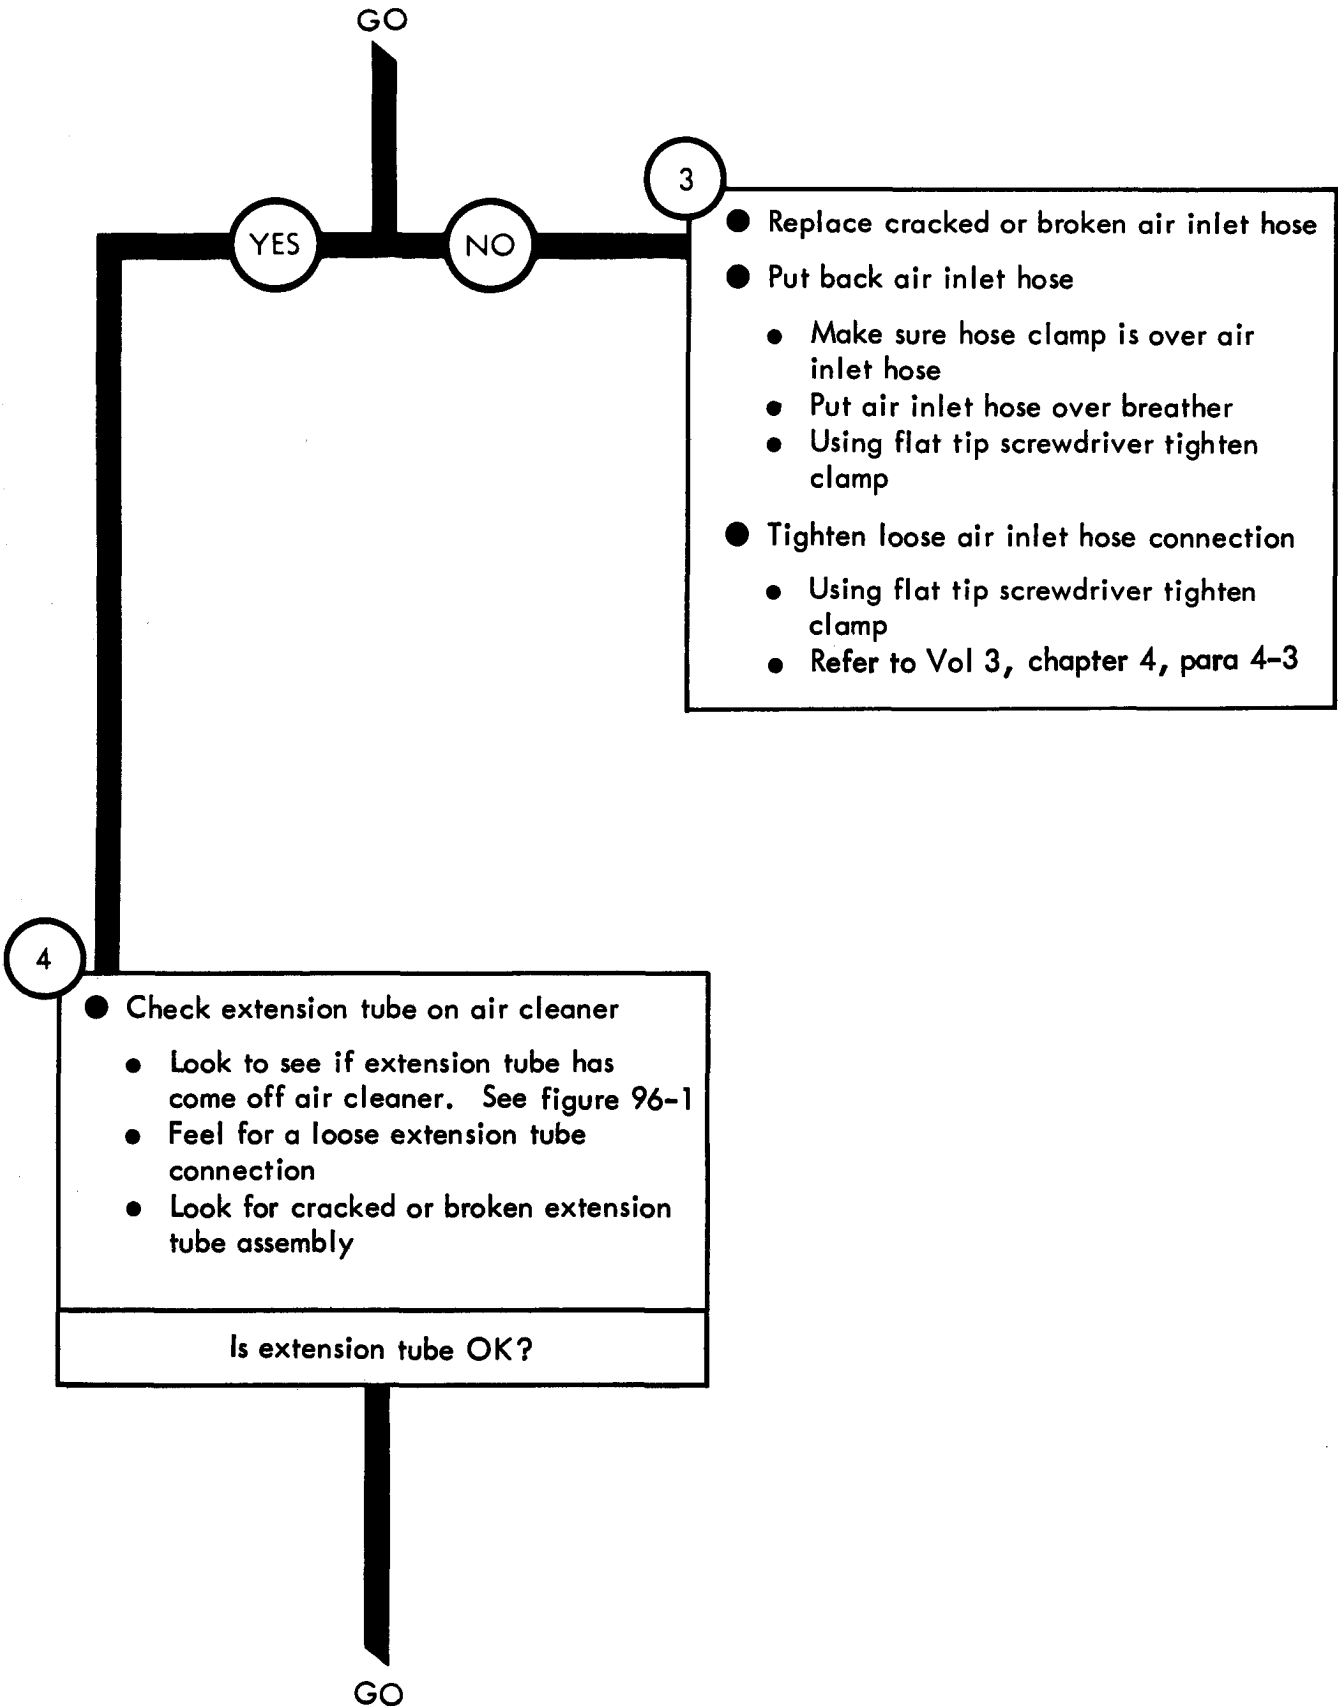 GO
YES
NO
3
● Replace cracked or broken air inlet hose
● Put back air inlet hose
● Make sure hose clamp is over air
inlet hose
● Put air inlet hose over breather
● Using flat tip screwdriver tighten
clamp
● Tighten loose air inlet hose connection
● Using flat tip screwdriver tighten
clamp
● Refer to Vol 3, chapter 4, para 4-3
4
● Check extension tube on air cleaner
● Look to see if extension tube has
come off air cleaner. See figure 96-1
● Feel for a loose extension tube
connection
● Look for cracked or broken extension
tube assembly
Is extension tube OK?
GO